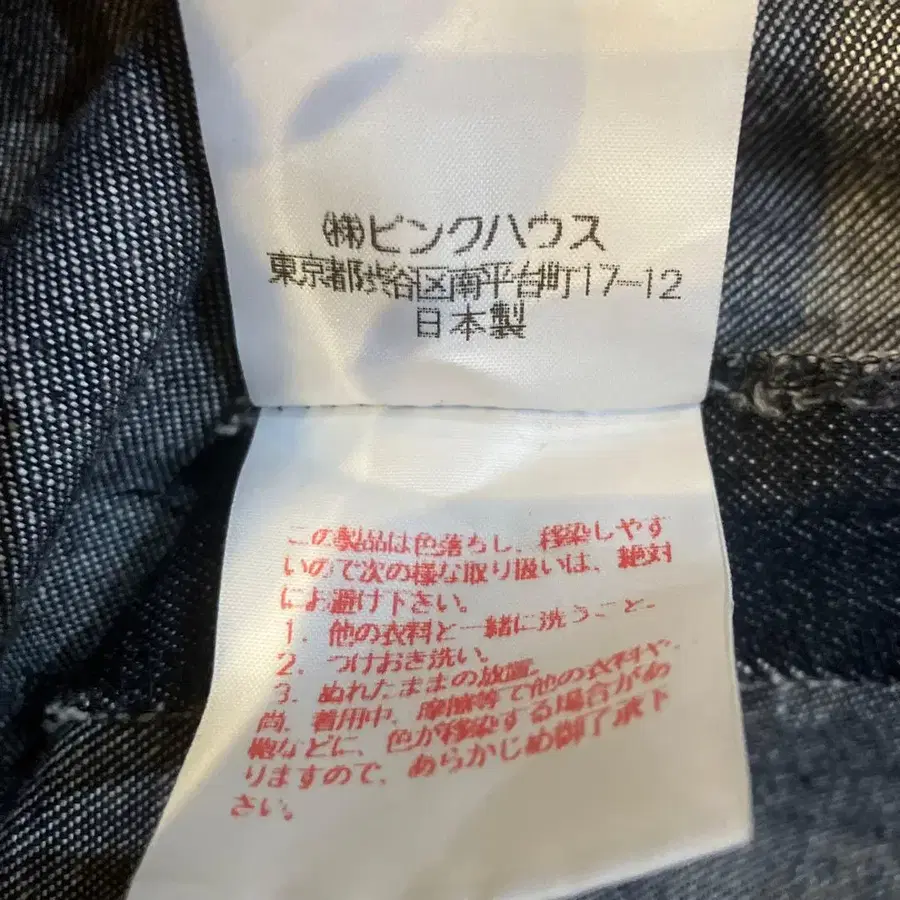 (株)ピンクハウス
東京都渋谷区南平台町17-12
日本製
この製品は色落ちし、移染しやす
いので次の様な取り扱いは、絶対
にお避け下さい。
1. 他の衣料と一緒に洗うこと。
2. つけおき洗い。
3. ぬれたままの放置。
尚、着用中、摩擦等で他の衣料や、
鞄などに、色が移染する場合があ
りますので、あらかじめ御了承下
さい。